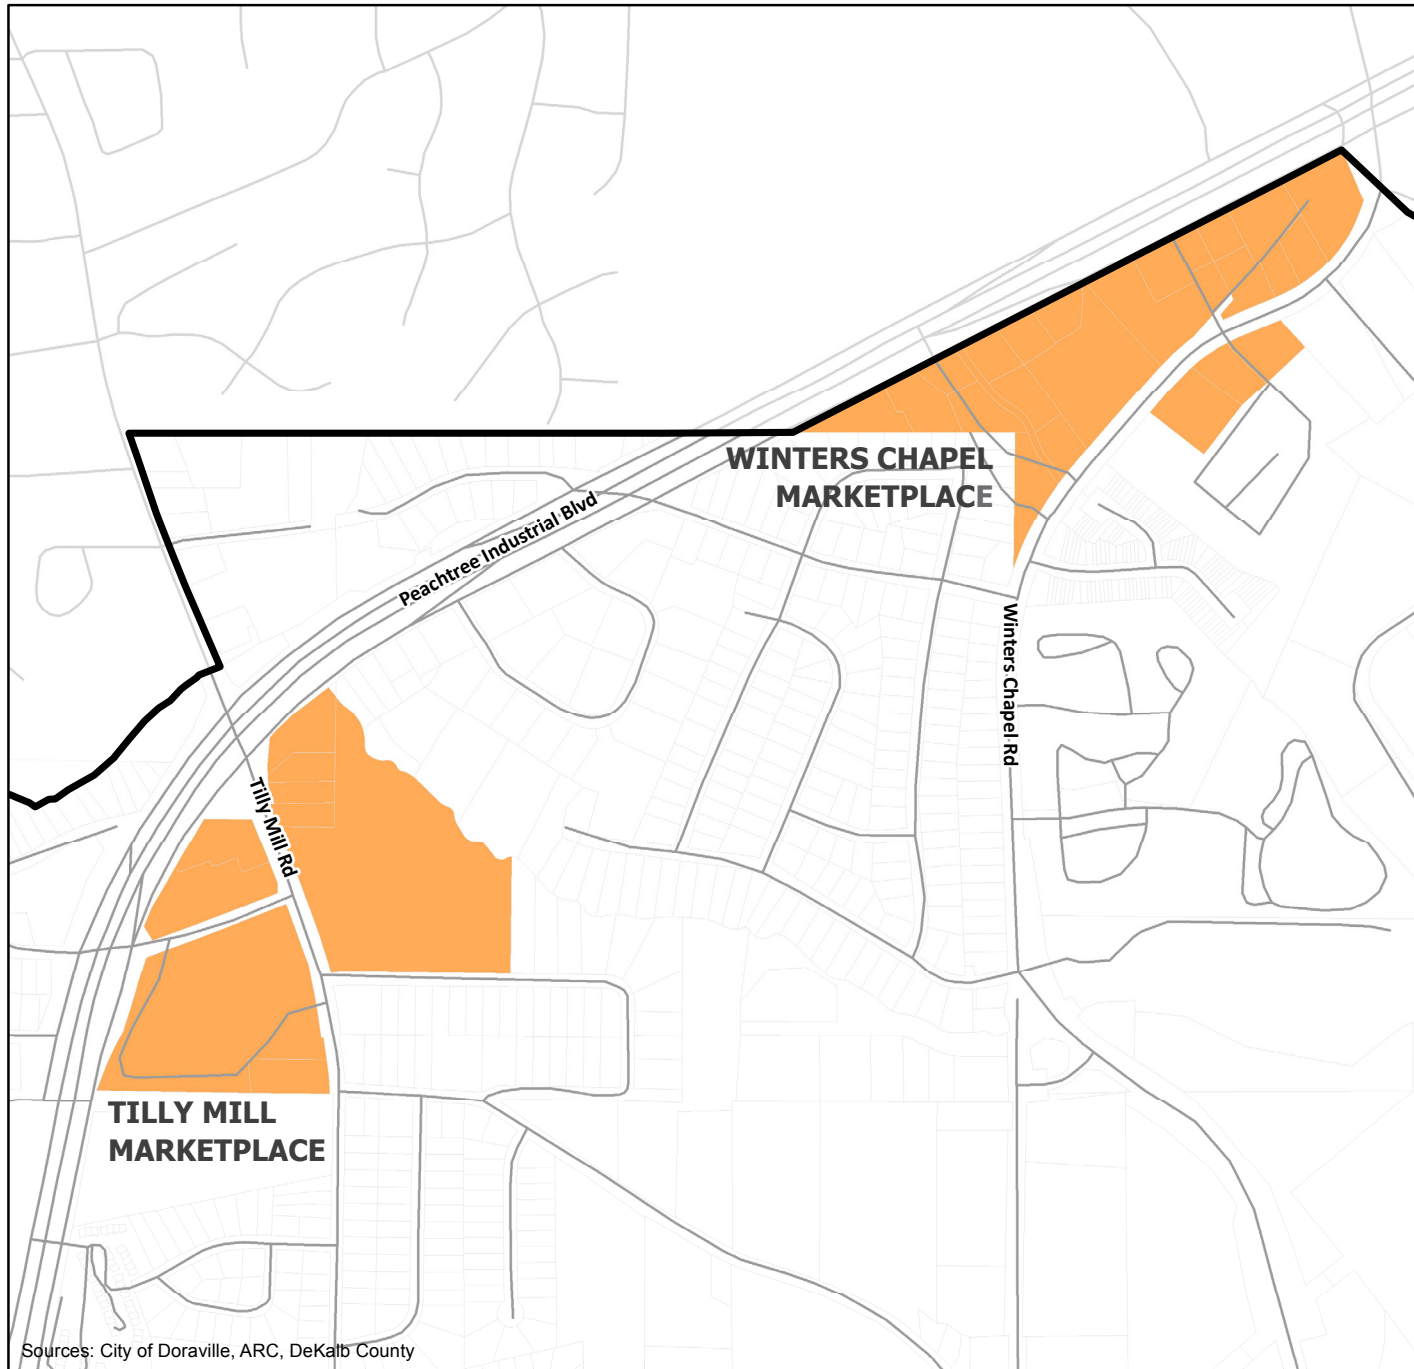 WINTERS CHAPEL
MARKETPLACE
Peachtree Industrial Blvd
Winters Chapel Rd
Tilly Mill Rd
TILLY MILL
MARKETPLACE
Sources: City of Doraville, ARC, DeKalb County